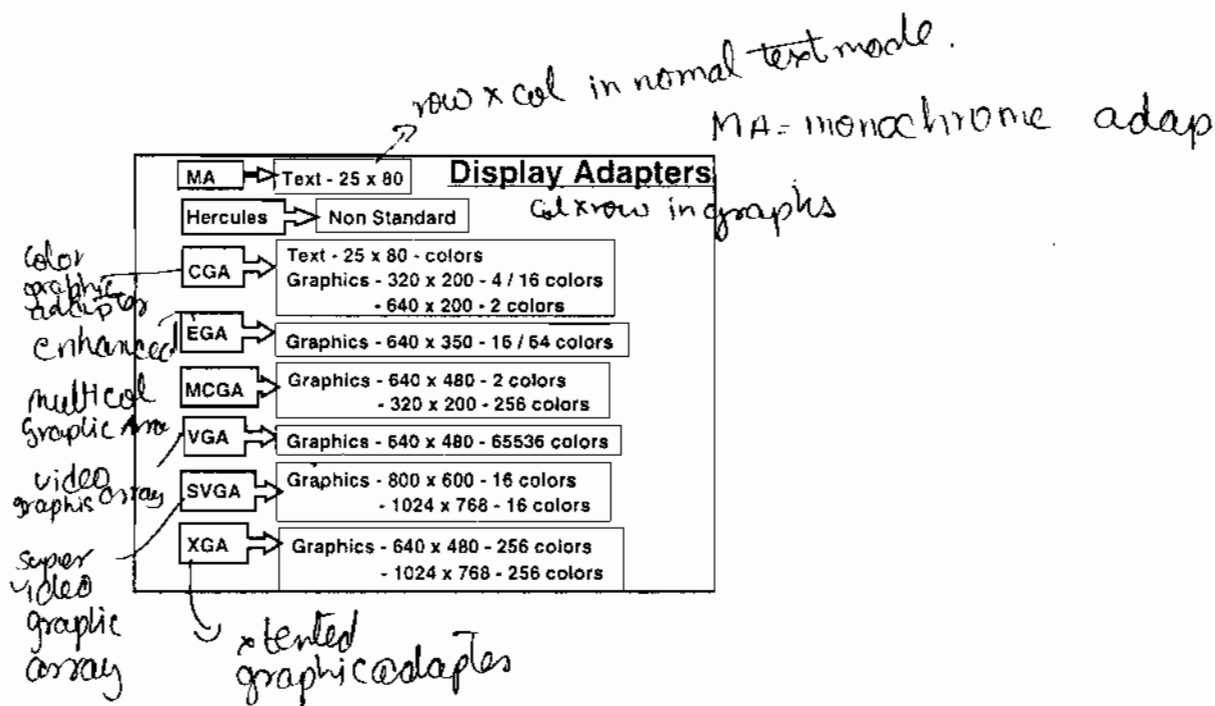 row x col in nomal text mode.
MA = monochrome adap
Display Adapters
MA
Text - 25 x 80
col x row in graphs
Hercules
Non Standard
color
graphic
adapter
CGA
Text - 25 x 80 - colors
Graphics - 320 x 200 - 4 / 16 colors
- 640 x 200 - 2 colors
enhanced
EGA
Graphics - 640 x 350 - 16 / 64 colors
multicol
graphic
MCGA
Graphics - 640 x 480 - 2 colors
- 320 x 200 - 256 colors
video
graphis array
VGA
Graphics - 640 x 480 - 65536 colors
super
video
graphic
array
SVGA
Graphics - 800 x 600 - 16 colors
- 1024 x 768 - 16 colors
XGA
Graphics - 640 x 480 - 256 colors
- 1024 x 768 - 256 colors
xtented
graphic adapter